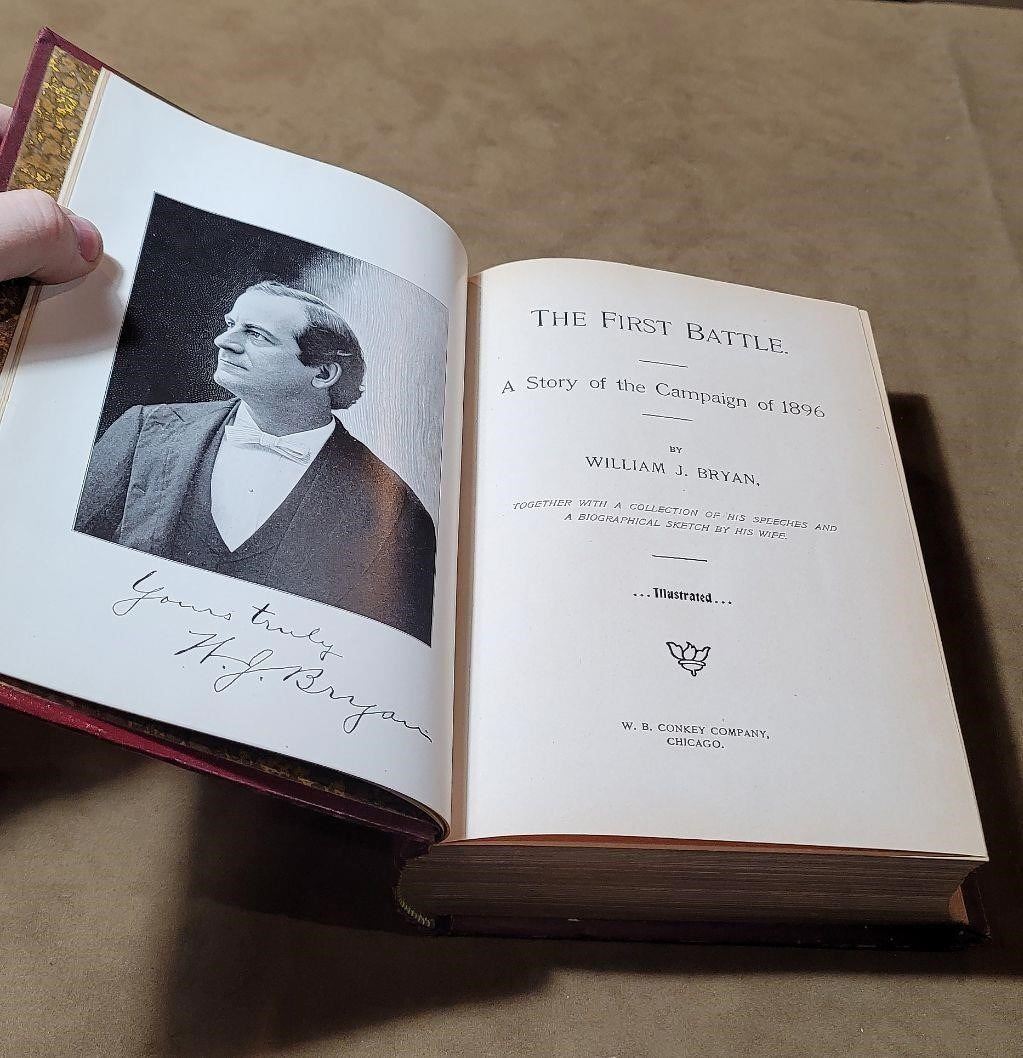 Yours truly
W. J. Bryan
THE FIRST BATTLE.
A Story of the Campaign of 1896
BY
WILLIAM J. BRYAN,
TOGETHER WITH A COLLECTION OF HIS SPEECHES AND
A BIOGRAPHICAL SKETCH BY HIS WIFE.
...Illustrated...
W. B. CONKEY COMPANY,
CHICAGO.